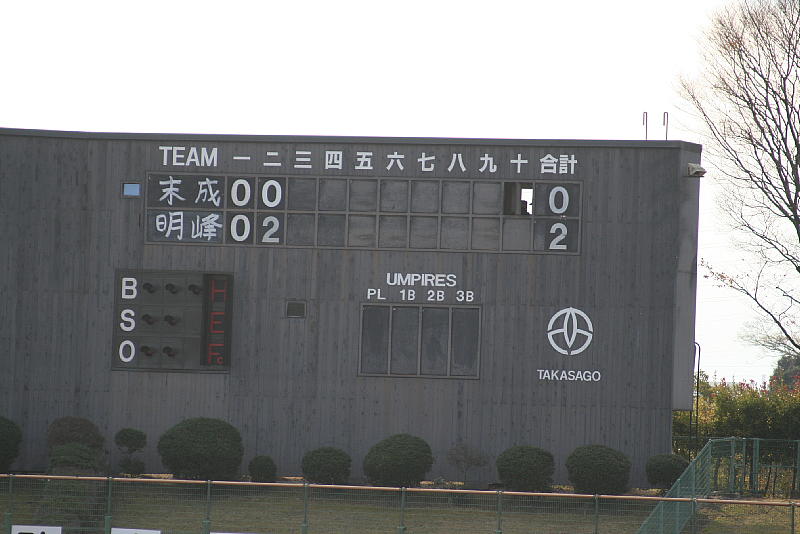 TEAM 一 二 三 四 五 六 七 八 九 十 合計
末成 0 0 0
明峰 0 2 2
B H
S E
O Fc
UMPIRES
PL 1B 2B 3B
TAKASAGO